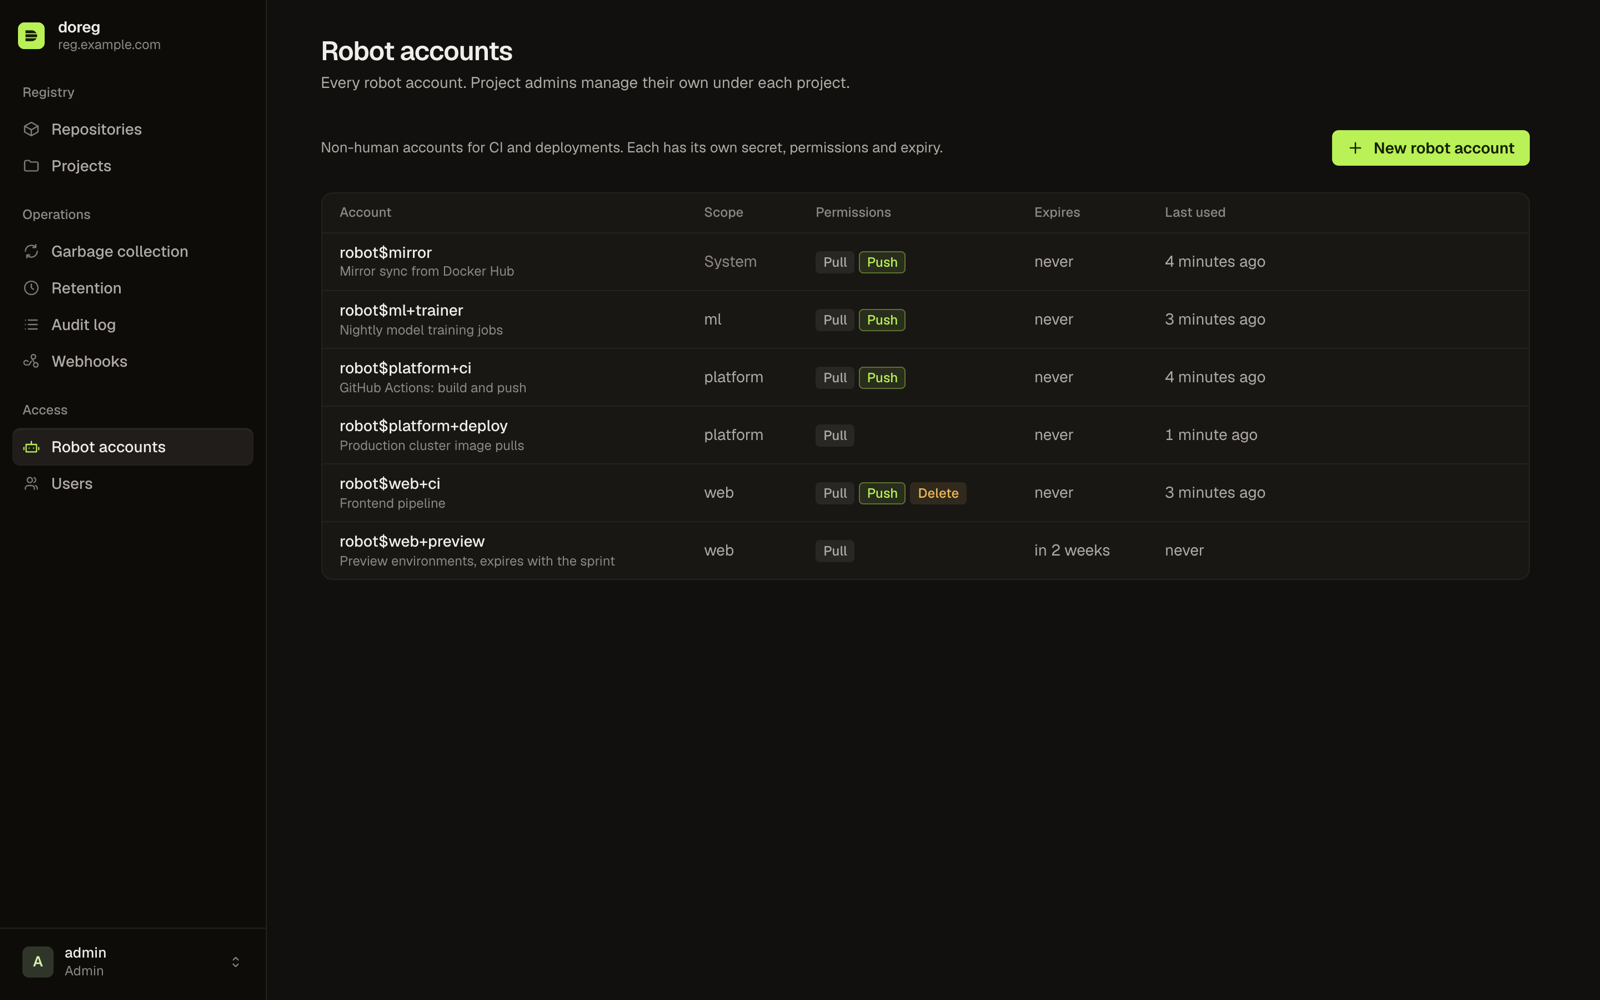 doreg
reg.example.com
Registry
Repositories
Projects
Operations
Garbage collection
Retention
Audit log
Webhooks
Access
Robot accounts
Users
A
admin
Admin
Robot accounts
Every robot account. Project admins manage their own under each project.
Non-human accounts for CI and deployments. Each has its own secret, permissions and expiry.
New robot account
Account Scope Permissions Expires Last used
robot$mirror
Mirror sync from Docker Hub
System Pull Push never 4 minutes ago
robot$ml+trainer
Nightly model training jobs
ml Pull Push never 3 minutes ago
robot$platform+ci
GitHub Actions: build and push
platform Pull Push never 4 minutes ago
robot$platform+deploy
Production cluster image pulls
platform Pull never 1 minute ago
robot$web+ci
Frontend pipeline
web Pull Push Delete never 3 minutes ago
robot$web+preview
Preview environments, expires with the sprint
web Pull in 2 weeks never